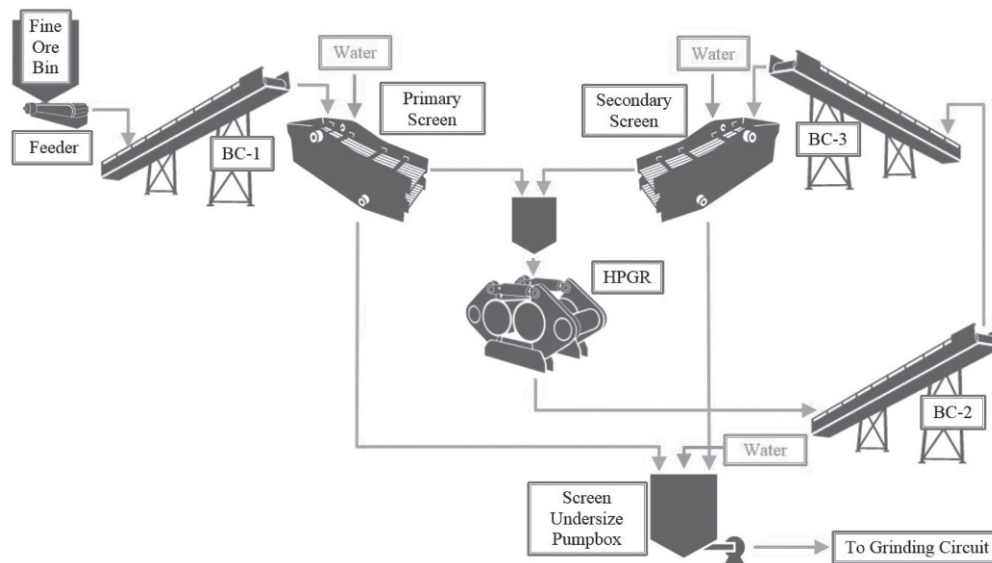 Fine
Ore
Bin
Feeder
BC-1
Water
Primary
Screen
Water
Secondary
Screen
BC-3
HPGR
BC-2
Water
Screen
Undersize
Pumpbox
To Grinding Circuit